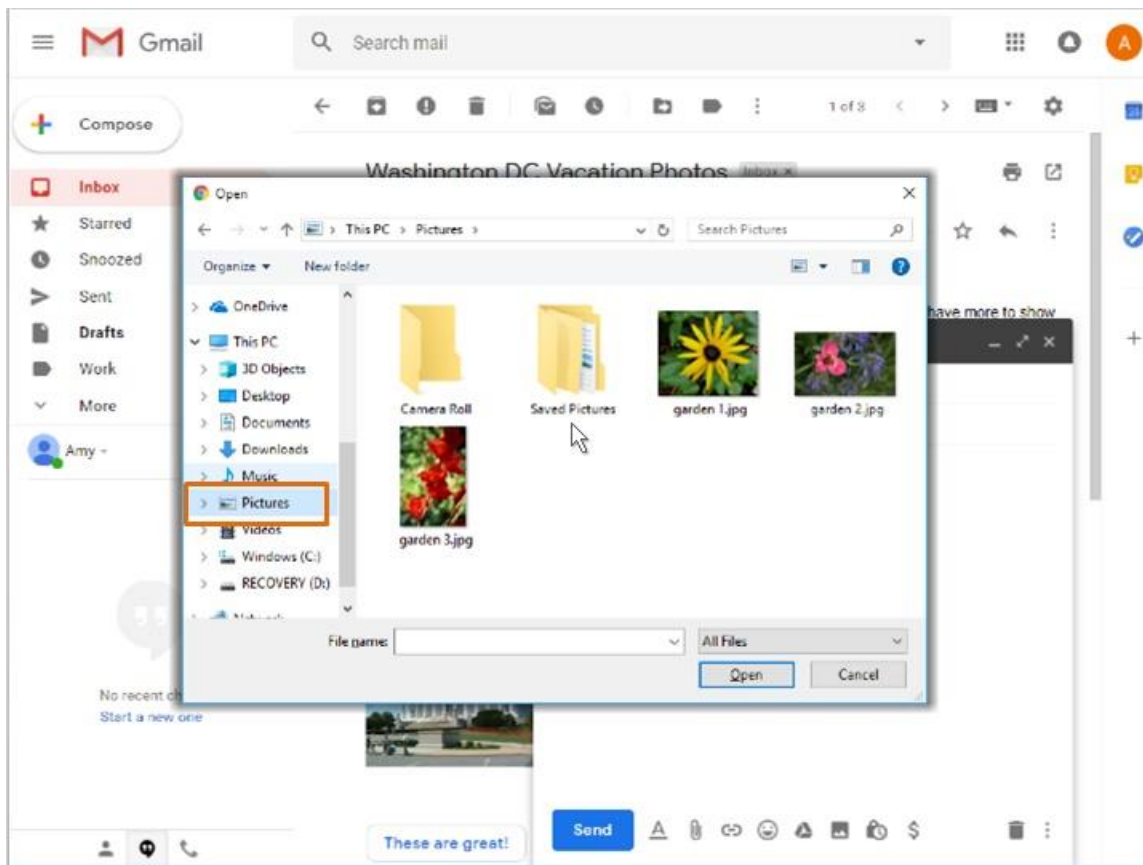 Gmail
Search mail
A
Compose
1 of 3
Washington DC Vacation Photos Inbox x
Inbox
Starred
Snoozed
Sent
Drafts
Work
More
Amy
No recent
Start a new one
have more to show
Open
This PC > Pictures >
Search Pictures
Organize
New folder
OneDrive
This PC
3D Objects
Desktop
Documents
Downloads
Music
Pictures
Videos
Windows (C:)
RECOVERY (D:)
Network
Camera Roll
Saved Pictures
garden 1.jpg
garden 2.jpg
garden 3.jpg
File name:
All Files
Open
Cancel
These are great!
Send